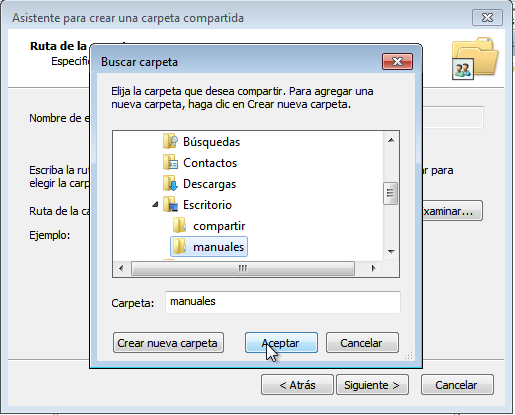 Asistente para crear una carpeta compartida
Ruta de la
Especifi
Nombre de e
Escriba la rut
ar para
elegir la carp
Ruta de la ca
xaminar...
Ejemplo:
Buscar carpeta
Elija la carpeta que desea compartir. Para agregar una
nueva carpeta, haga clic en Crear nueva carpeta.
Búsquedas
Contactos
Descargas
Escritorio
compartir
manuales
Carpeta: manuales
Crear nueva carpeta Aceptar Cancelar
< Atrás Siguiente > Cancelar